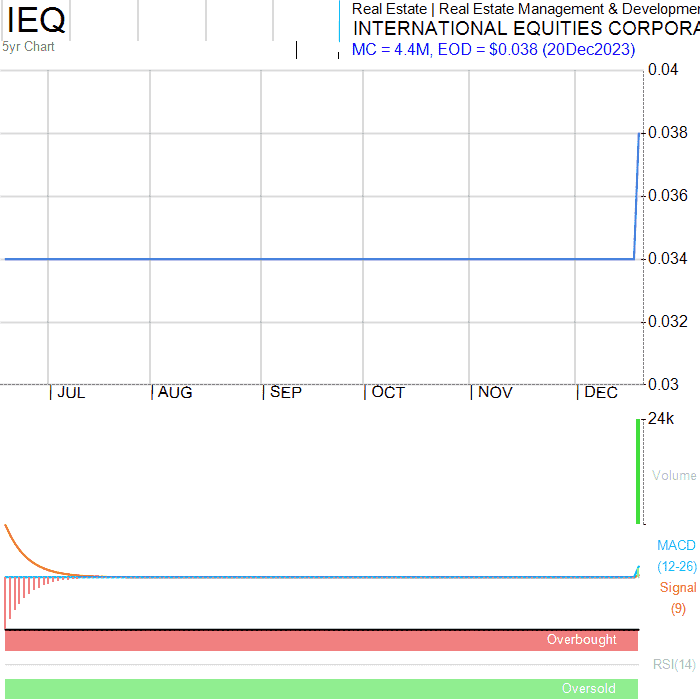 IEQ
5yr Chart
Real Estate | Real Estate Management & Developmen
INTERNATIONAL EQUITIES CORPORA
MC = 4.4M, EOD = $0.038 (20Dec2023)
0.04
0.038
0.036
0.034
0.032
0.03
JUL AUG SEP OCT NOV DEC
24k
Volume
MACD
(12-26)
Signal
(9)
Overbought
RSI(14)
Oversold